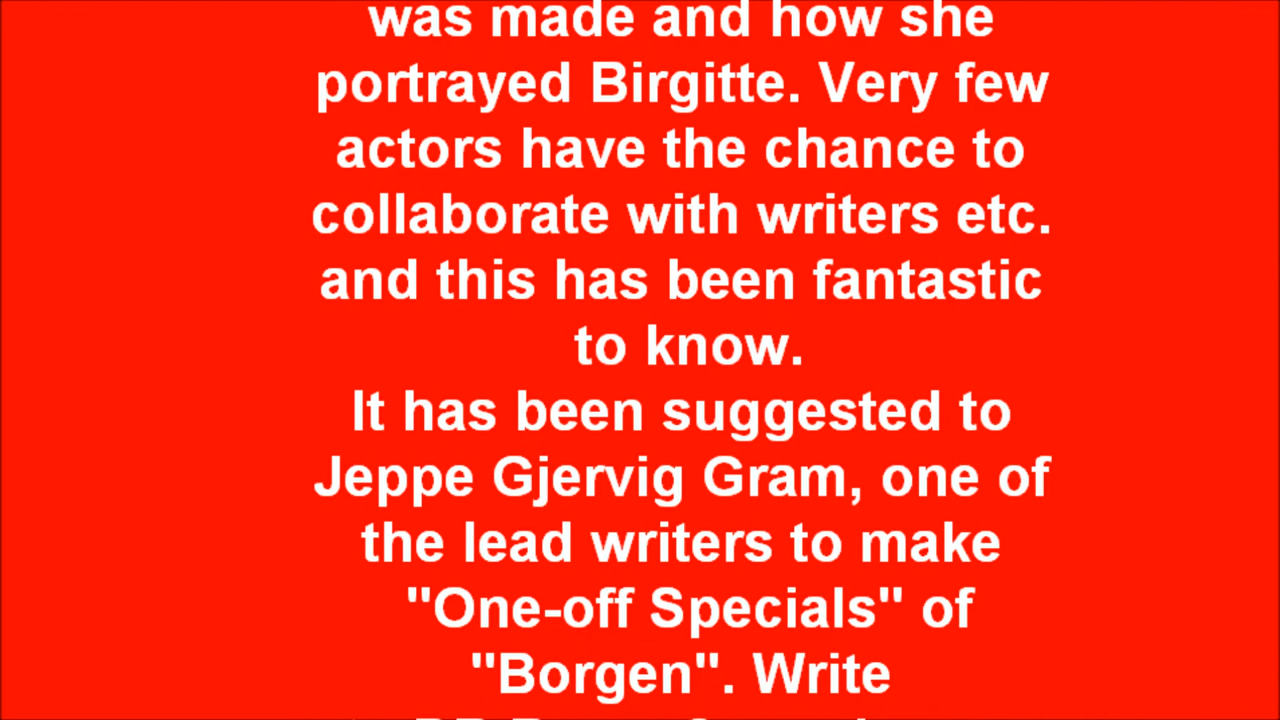 was made and how she
portrayed Birgitte. Very few
actors have the chance to
collaborate with writers etc.
and this has been fantastic
to know.
It has been suggested to
Jeppe Gjervig Gram, one of
the lead writers to make
"One-off Specials" of
"Borgen". Write